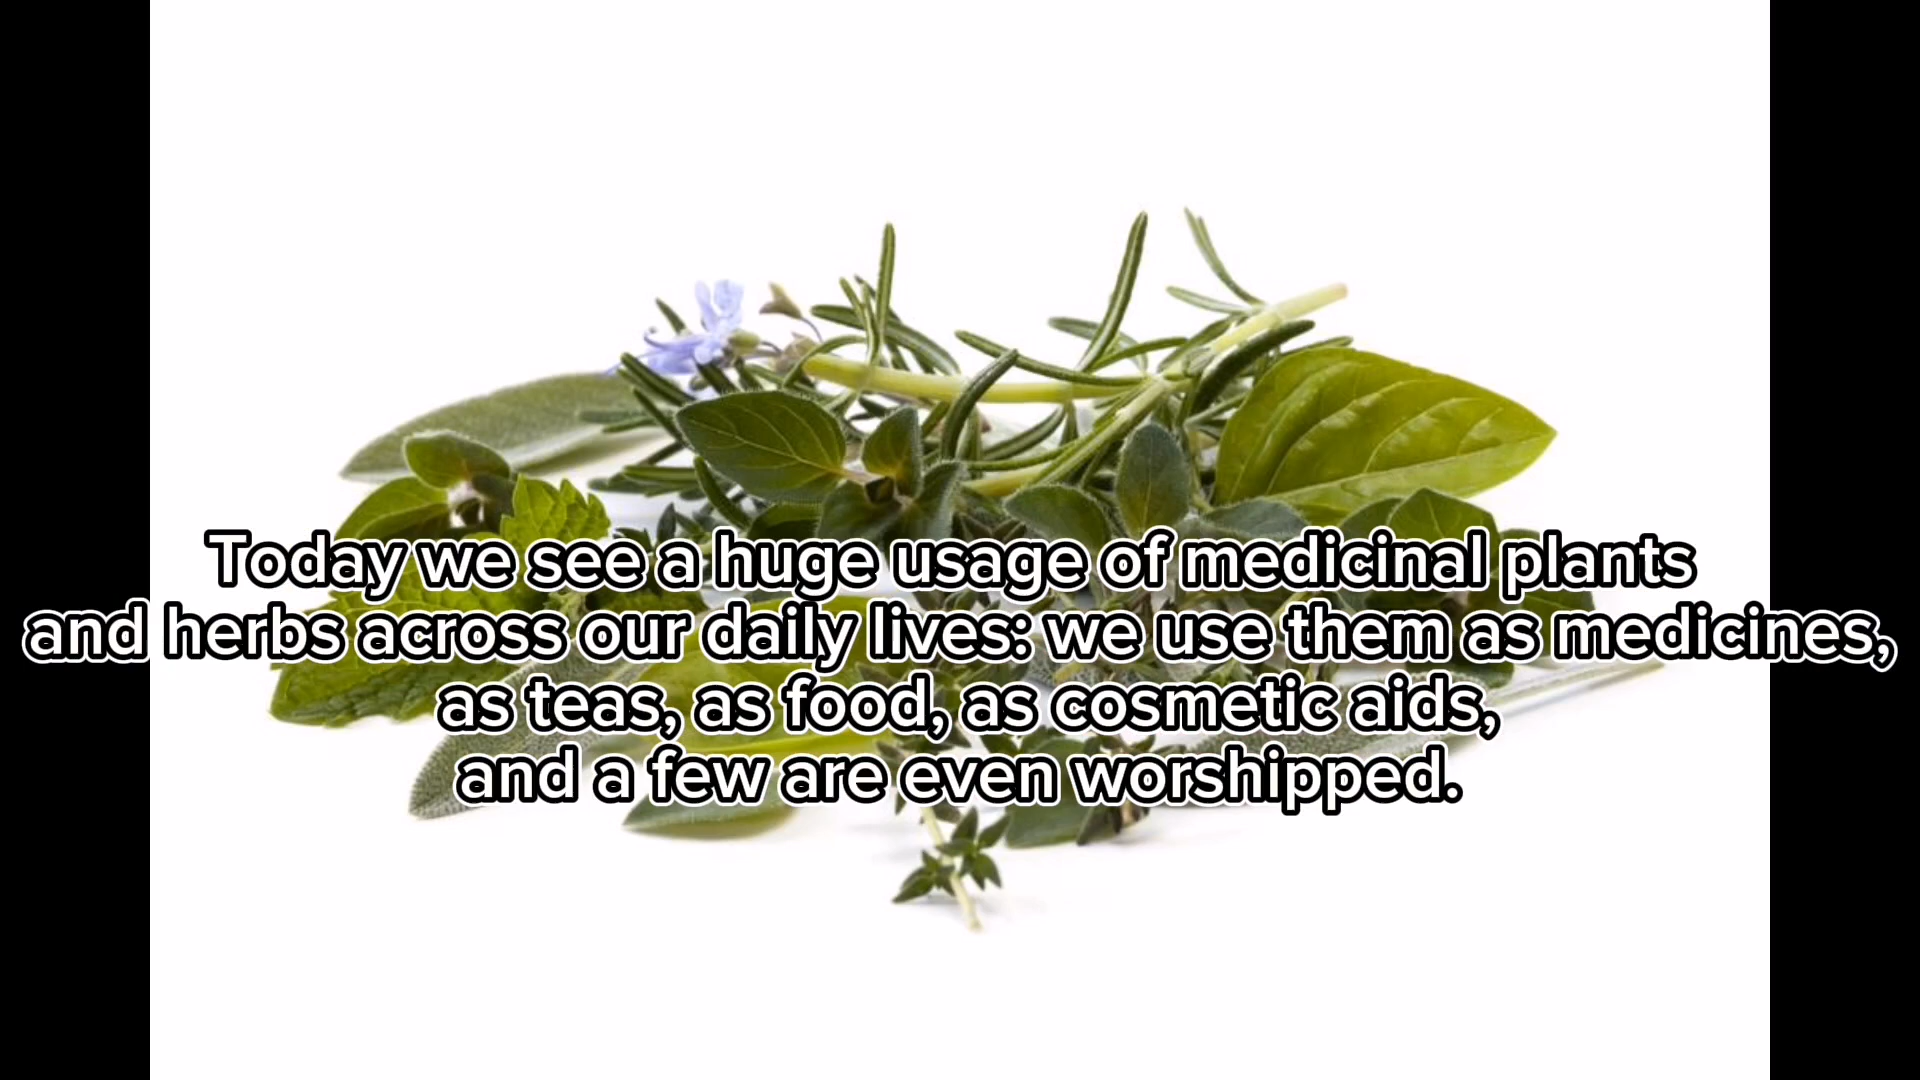 Today we see a huge usage of medicinal plants
and herbs across our daily lives: we use them as medicines,
as teas, as food, as cosmetic aids,
and a few are even worshipped.